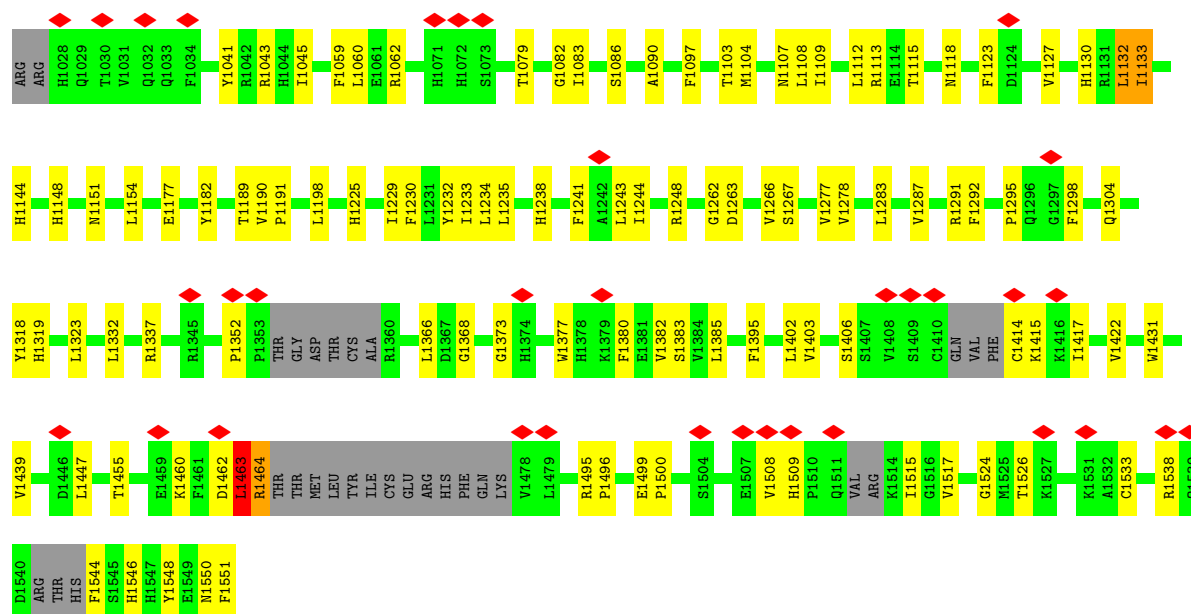 ARG ARG H1028 Q1029 T1030 V1031 Q1032 Q1033 F1034 Y1041 R1042 R1043 H1044 I1045 F1059 L1060 E1061 R1062 H1071 H1072 S1073 T1079 G1082 I1083 S1086 A1090 F1097 T1103 M1104 N1107 L1108 I1109 L1112 R1113 E1114 T1115 N1118 F1123 D1124 V1127 H1130 R1131 L1132 I1133
H1144 H1148 N1151 L1154 E1177 Y1182 T1189 V1190 P1191 L1198 H1225 I1229 F1230 L1231 Y1232 I1233 L1234 L1235 H1238 F1241 A1242 L1243 I1244 R1248 G1262 D1263 V1266 S1267 V1277 V1278 L1283 V1287 R1291 F1292 P1295 Q1296 G1297 F1298 Q1304
Y1318 H1319 L1323 L1332 R1337 R1345 P1352 P1353 THR GLY ASP THR CYS ALA R1360 L1366 D1367 G1368 G1373 H1374 W1377 H1378 K1379 F1380 E1381 V1382 S1383 V1384 L1385 F1395 L1402 V1403 S1406 S1407 V1408 S1409 C1410 GLN VAL PHE C1414 K1415 K1416 I1417 V1422 W1431
V1439 D1446 L1447 T1455 E1459 K1460 F1461 D1462 L1463 R1464 THR THR MET LEU TYR ILE CYS GLU ARG HIS PHE GLN LYS V1478 L1479 R1495 P1496 E1499 P1500 S1504 E1507 V1508 H1509 P1510 Q1511 VAL ARG K1514 I1515 G1516 V1517 G1524 M1525 T1526 K1527 K1531 A1532 C1533 R1538
D1540 ARG THR HIS F1544 S1545 H1546 H1547 Y1548 E1549 N1550 F1551